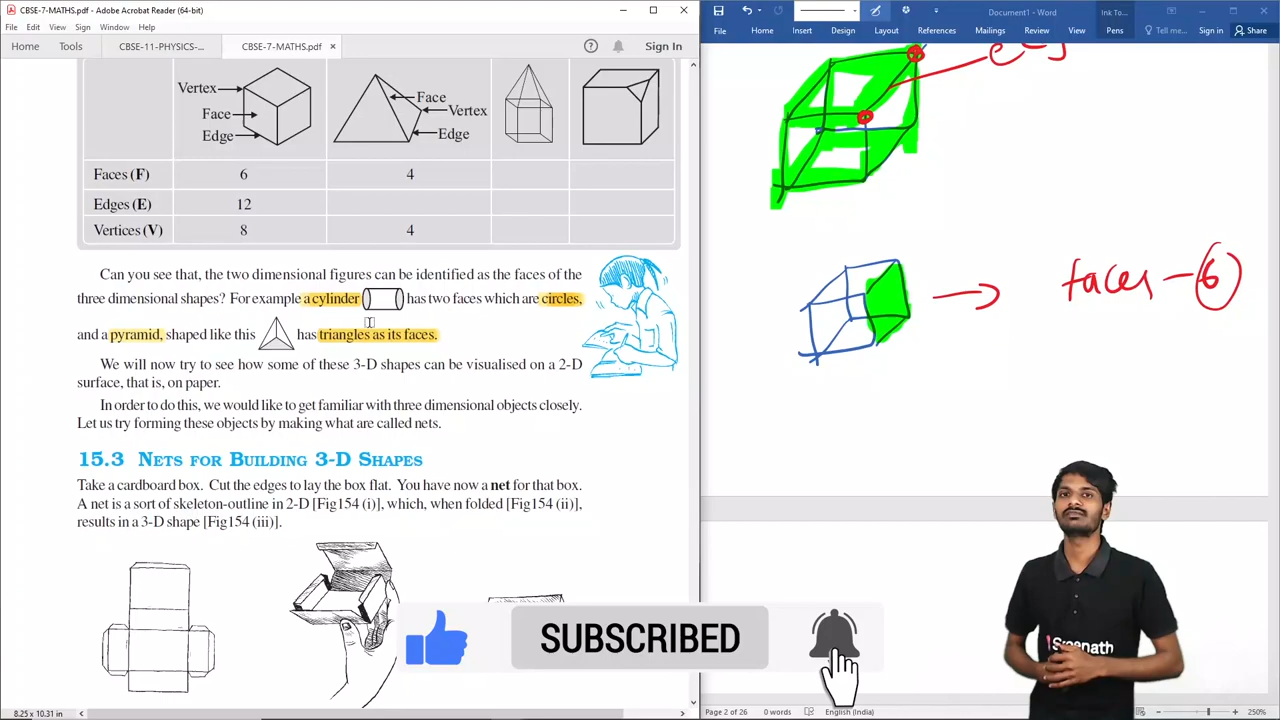 CBSE-7-MATHS.pdf - Adobe Acrobat Reader (64-bit)
File Edit View Sign Window Help
Home Tools CBSE-11-PHYSICS-... CBSE-7-MATHS.pdf × Sign In
Vertex
Face
Edge
Face
Vertex
Edge
Faces (F) 6 4
Edges (E) 12
Vertices (V) 8 4
Can you see that, the two dimensional figures can be identified as the faces of the
three dimensional shapes? For example a cylinder has two faces which are circles,
and a pyramid, shaped like this has triangles as its faces.
We will now try to see how some of these 3-D shapes can be visualised on a 2-D
surface, that is, on paper.
In order to do this, we would like to get familiar with three dimensional objects closely.
Let us try forming these objects by making what are called nets.
15.3 NETS FOR BUILDING 3-D SHAPES
Take a cardboard box. Cut the edges to lay the box You have now a net for that box.
A net is a sort of skeleton-outline in 2-D [Fig154 (i)], which, when folded [Fig154 (ii)],
results in a 3-D shape [Fig154 (iii)].
8.25 x 10.31 in
Document1 - Word
Ink To...
File Home Insert Design Layout References Mailings Review View Pens Tell me... Sign in Share
faces - 6
SUBSCRIBED
Sreenath
Page 2 of 26 0 words English (India) 250%